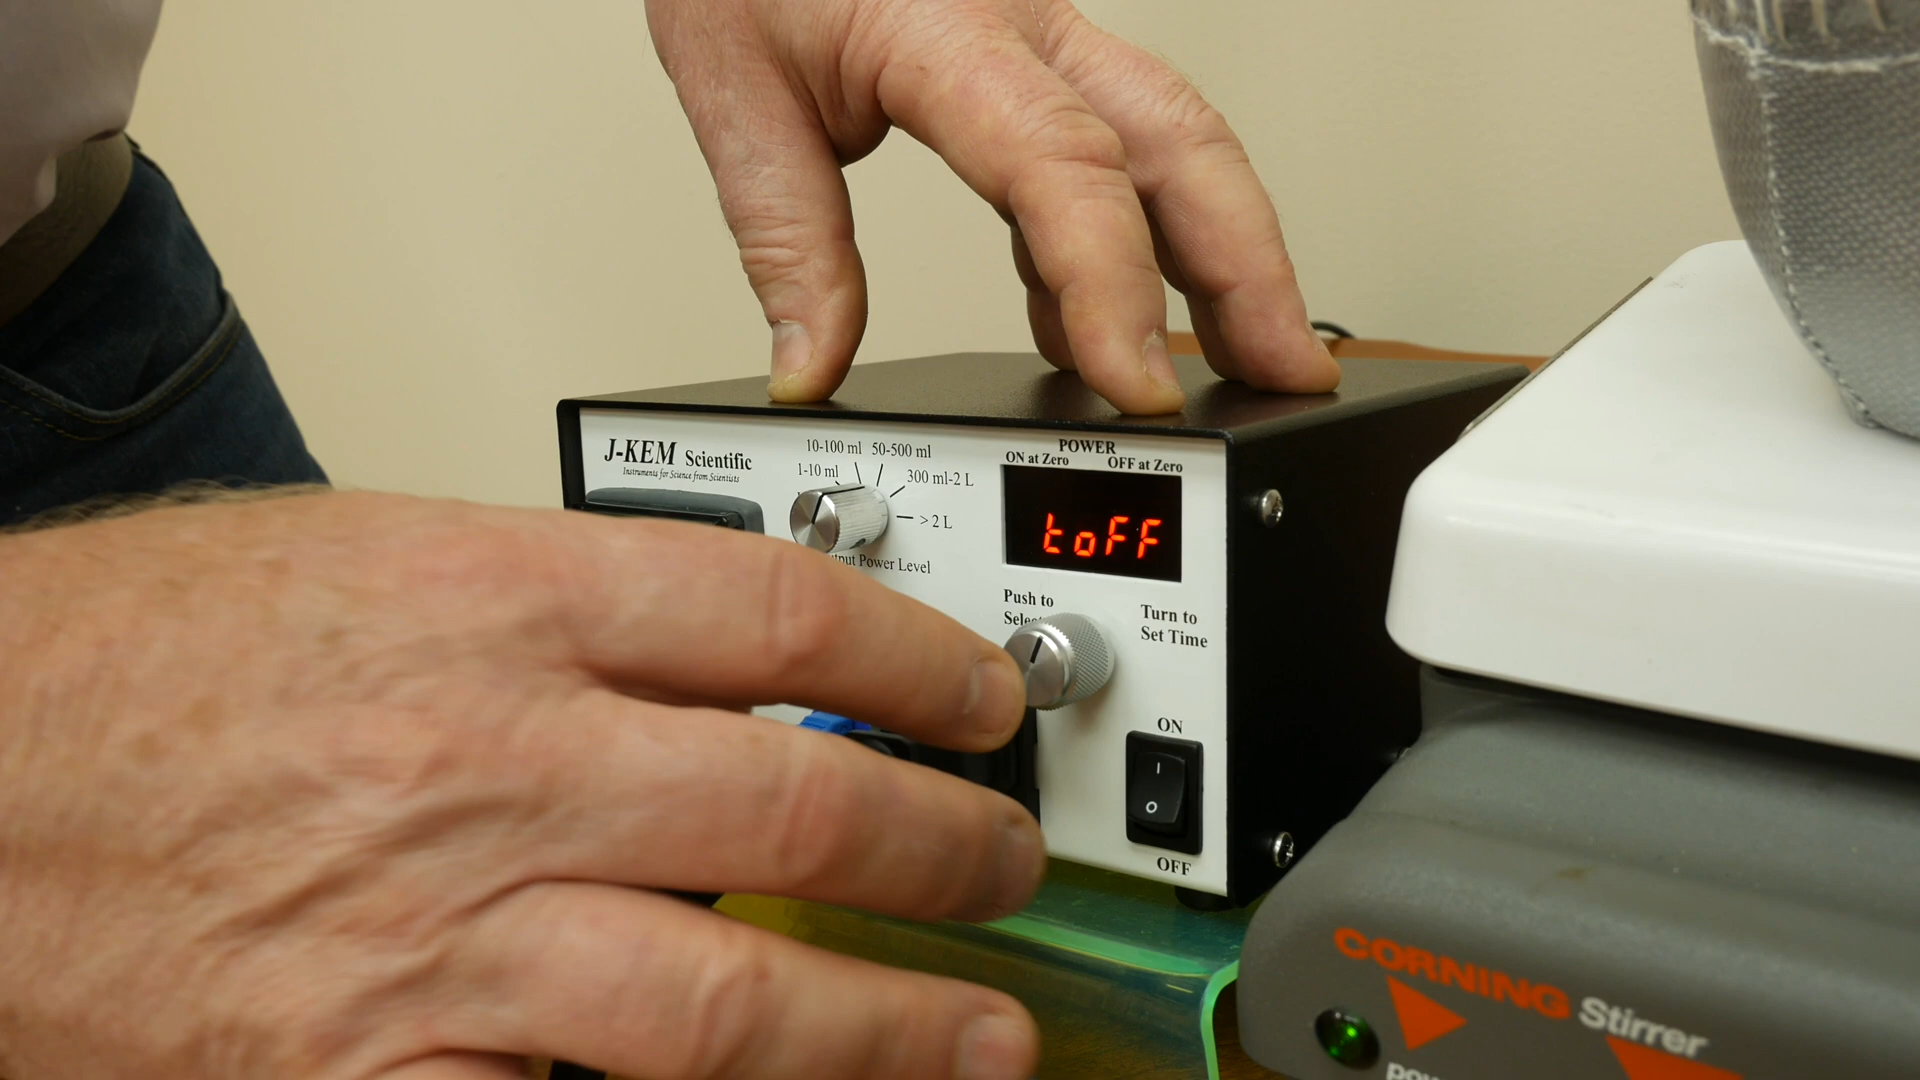 J-KEM Scientific
Instruments for Science from Scientists
10-100 ml
50-500 ml
1-10 ml
300 ml-2 L
> 2 L
Power Level
POWER
ON at Zero
OFF at Zero
toFF
Push to
Turn to
Set Time
ON
I
O
OFF
CORNING Stirrer